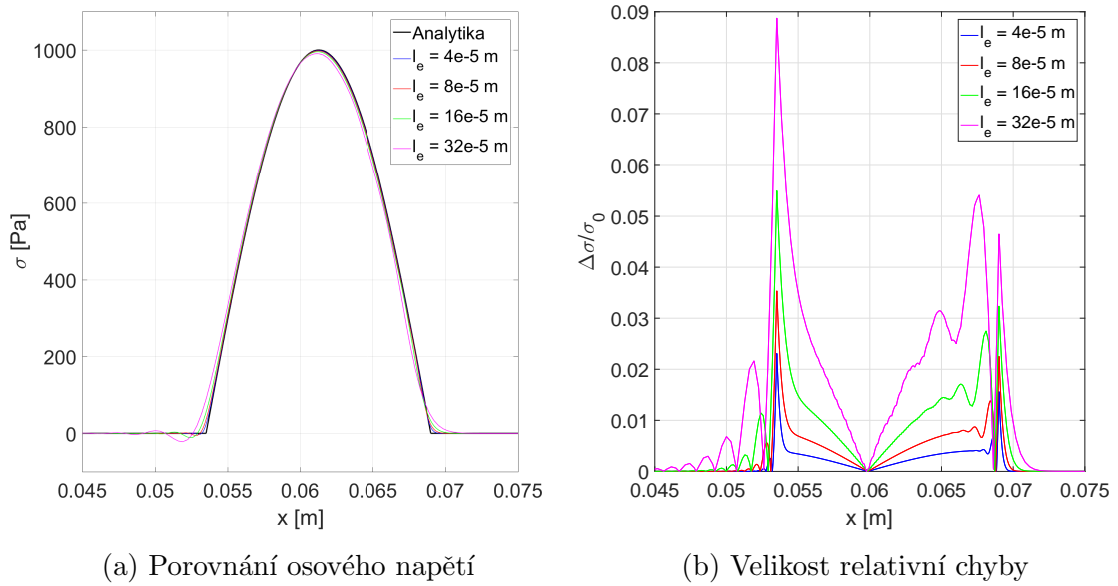 Analytika
l_e = 4e-5 m
l_e = 8e-5 m
l_e = 16e-5 m
l_e = 32e-5 m
1000
800
600
400
200
0
σ [Pa]
0.045 0.05 0.055 0.06 0.065 0.07 0.075
x [m]
(a) Porovnání osového napětí
0.09
0.08
0.07
0.06
0.05
0.04
0.03
0.02
0.01
0
Δσ/σ_0
l_e = 4e-5 m
l_e = 8e-5 m
l_e = 16e-5 m
l_e = 32e-5 m
0.045 0.05 0.055 0.06 0.065 0.07 0.075
x [m]
(b) Velikost relativní chyby